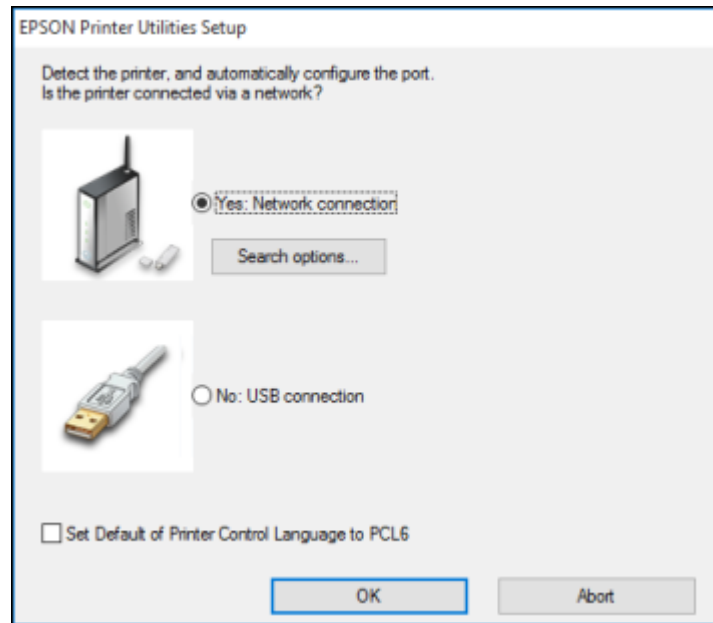 EPSON Printer Utilities Setup
Detect the printer, and automatically configure the port.
Is the printer connected via a network?
Yes: Network connection
Search options...
No: USB connection
Set Default of Printer Control Language to PCL6
OK
Abort